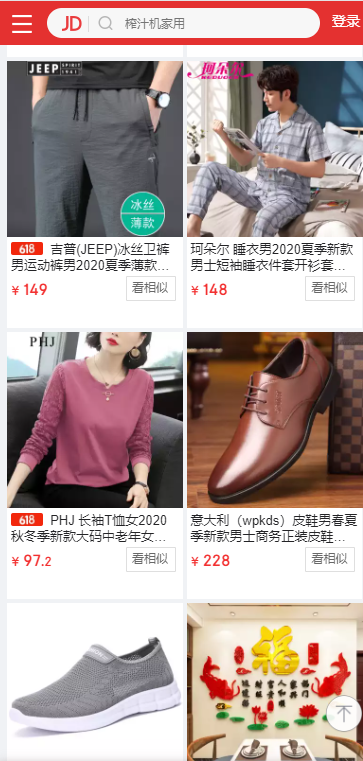 JD
榨汁机家用
登录
JEEP SPIRIT
1941
冰丝
薄款
珂朵尔
618 吉普(JEEP)冰丝卫裤
男运动裤男2020夏季薄款...
¥ 149
看相似
珂朵尔 睡衣男2020夏季新款
男士短袖睡衣件套开衫套...
¥ 148
看相似
PHJ
618 PHJ 长袖T恤女2020
秋冬季新款大码中老年女...
¥ 97.2
看相似
意大利（wpkds）皮鞋男春夏
季新款男士商务正装皮鞋...
¥ 228
看相似
福